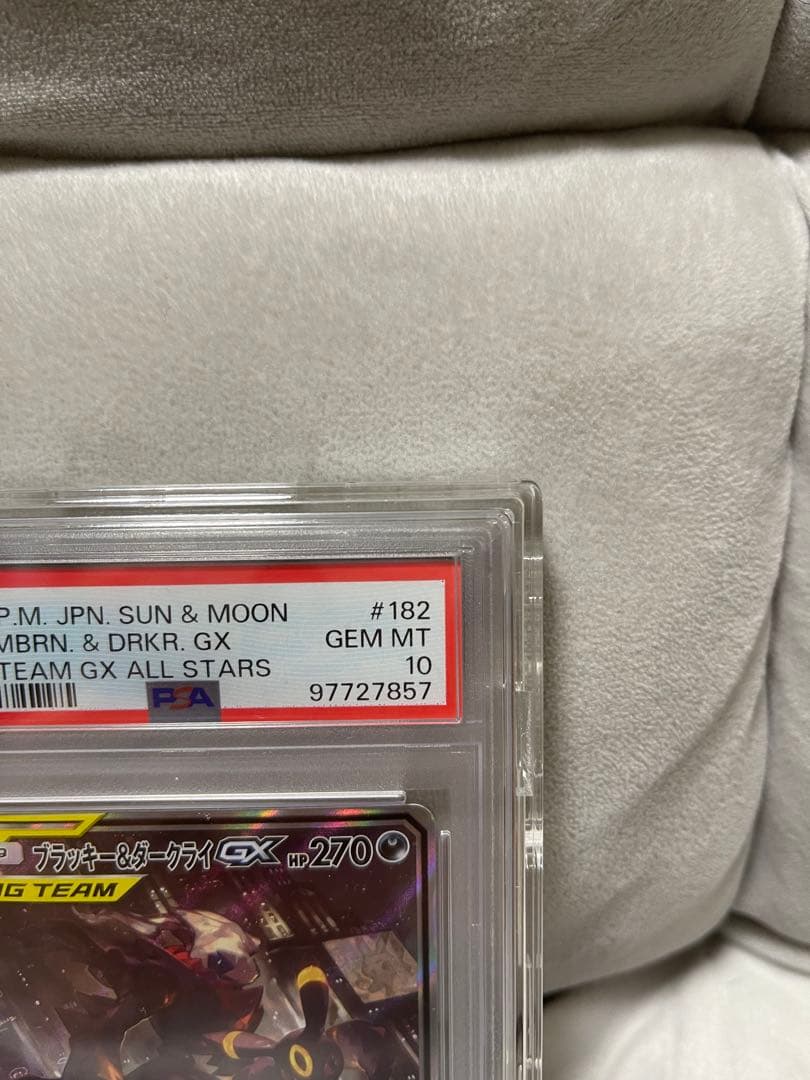 P.M. JPN. SUN & MOON #182
MBRN. & DRKR. GX GEM MT
TEAM GX ALL STARS 10
PSA 97727857
ブラッキー&ダークライGX HP270
G TEAM